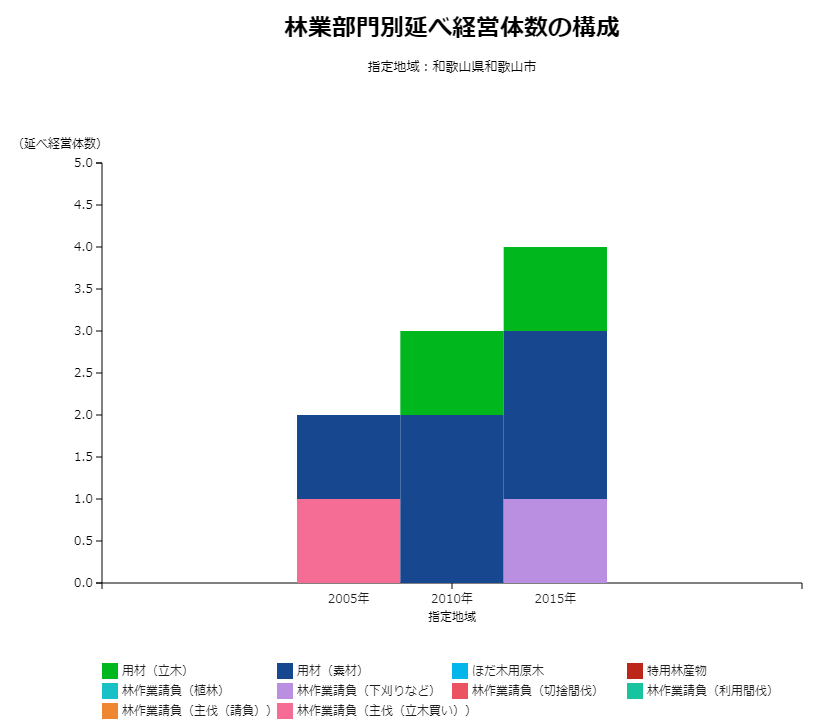 林業部門別延べ経営体数の構成
指定地域：和歌山県和歌山市
（延べ経営体数）
5.0
4.5
4.0
3.5
3.0
2.5
2.0
1.5
1.0
0.5
0.0
2005年 2010年 2015年
指定地域
用材（立木） 用材（素材） ほだ木用原木 特用林産物
林作業請負（植林） 林作業請負（下刈りなど） 林作業請負（切捨間伐） 林作業請負（利用間伐）
林作業請負（主伐（請負）） 林作業請負（主伐（立木買い））